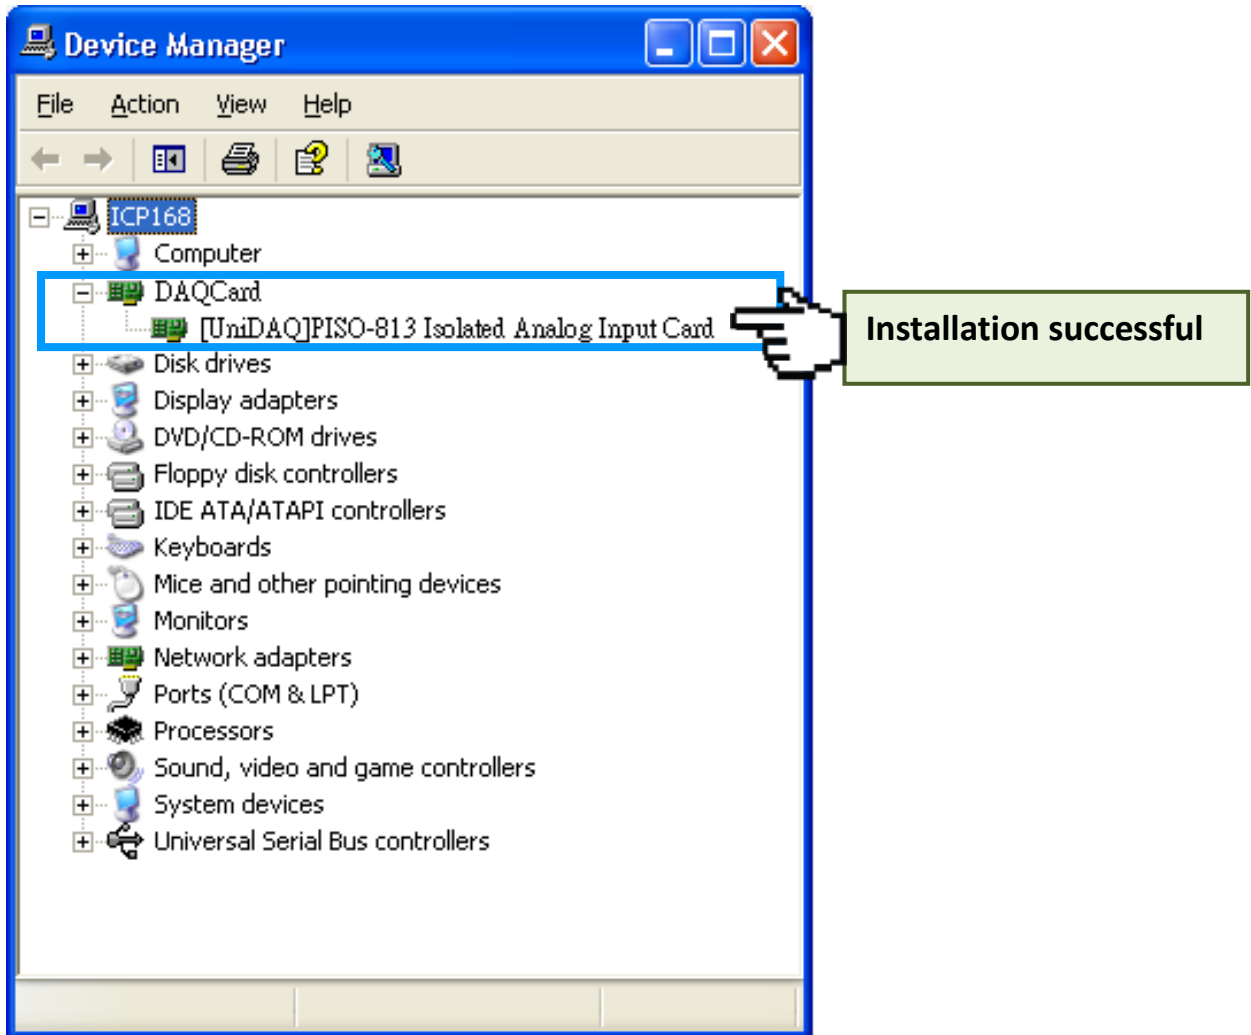 Device Manager
File Action View Help
ICP168
Computer
DAQCard
[UniDAQ]PISO-813 Isolated Analog Input Card
Installation successful
Disk drives
Display adapters
DVD/CD-ROM drives
Floppy disk controllers
IDE ATA/ATAPI controllers
Keyboards
Mice and other pointing devices
Monitors
Network adapters
Ports (COM & LPT)
Processors
Sound, video and game controllers
System devices
Universal Serial Bus controllers